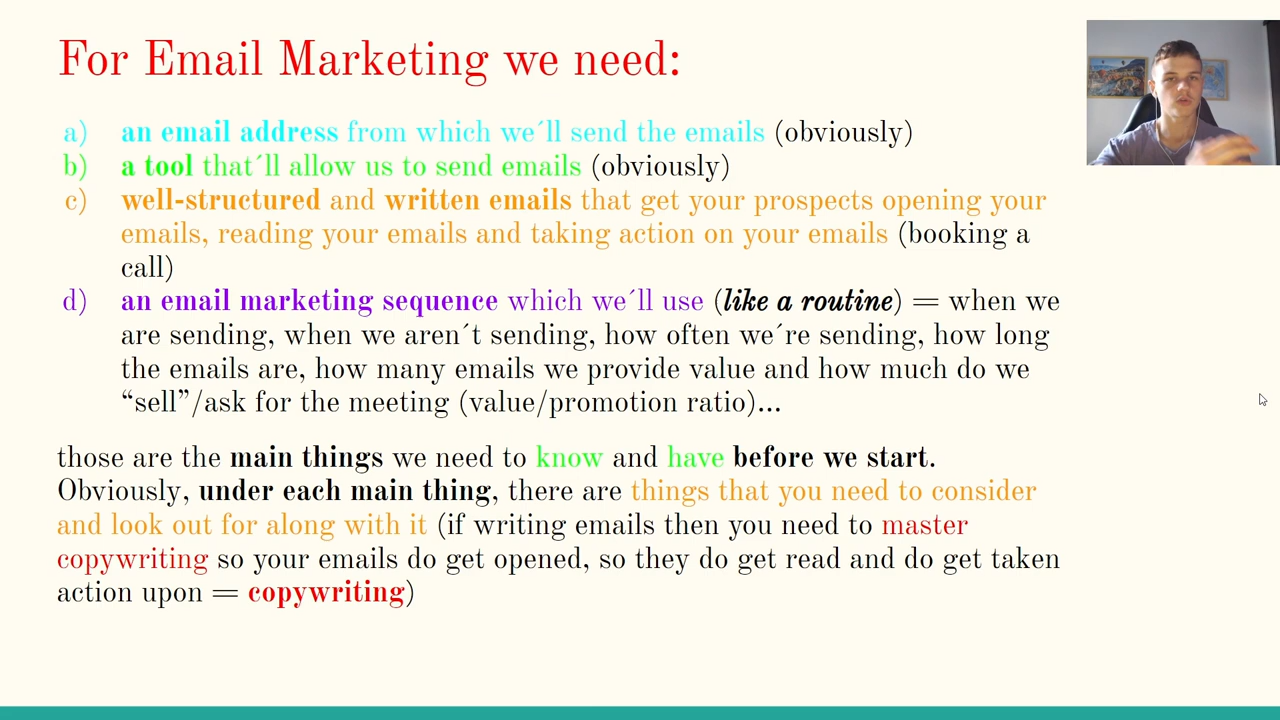 For Email Marketing we need:
a) an email address from which we´ll send the emails (obviously)
b) a tool that´ll allow us to send emails (obviously)
c) well-structured and written emails that get your prospects opening your
emails, reading your emails and taking action on your emails (booking a
call)
d) an email marketing sequence which we´ll use (like a routine) = when we
are sending, when we aren´t sending, how often we´re sending, how long
the emails are, how many emails we provide value and how much do we
“sell”/ask for the meeting (value/promotion ratio)...
those are the main things we need to know and have before we start.
Obviously, under each main thing, there are things that you need to consider
and look out for along with it (if writing emails then you need to master
copywriting so your emails do get opened, so they do get read and do get taken
action upon = copywriting)